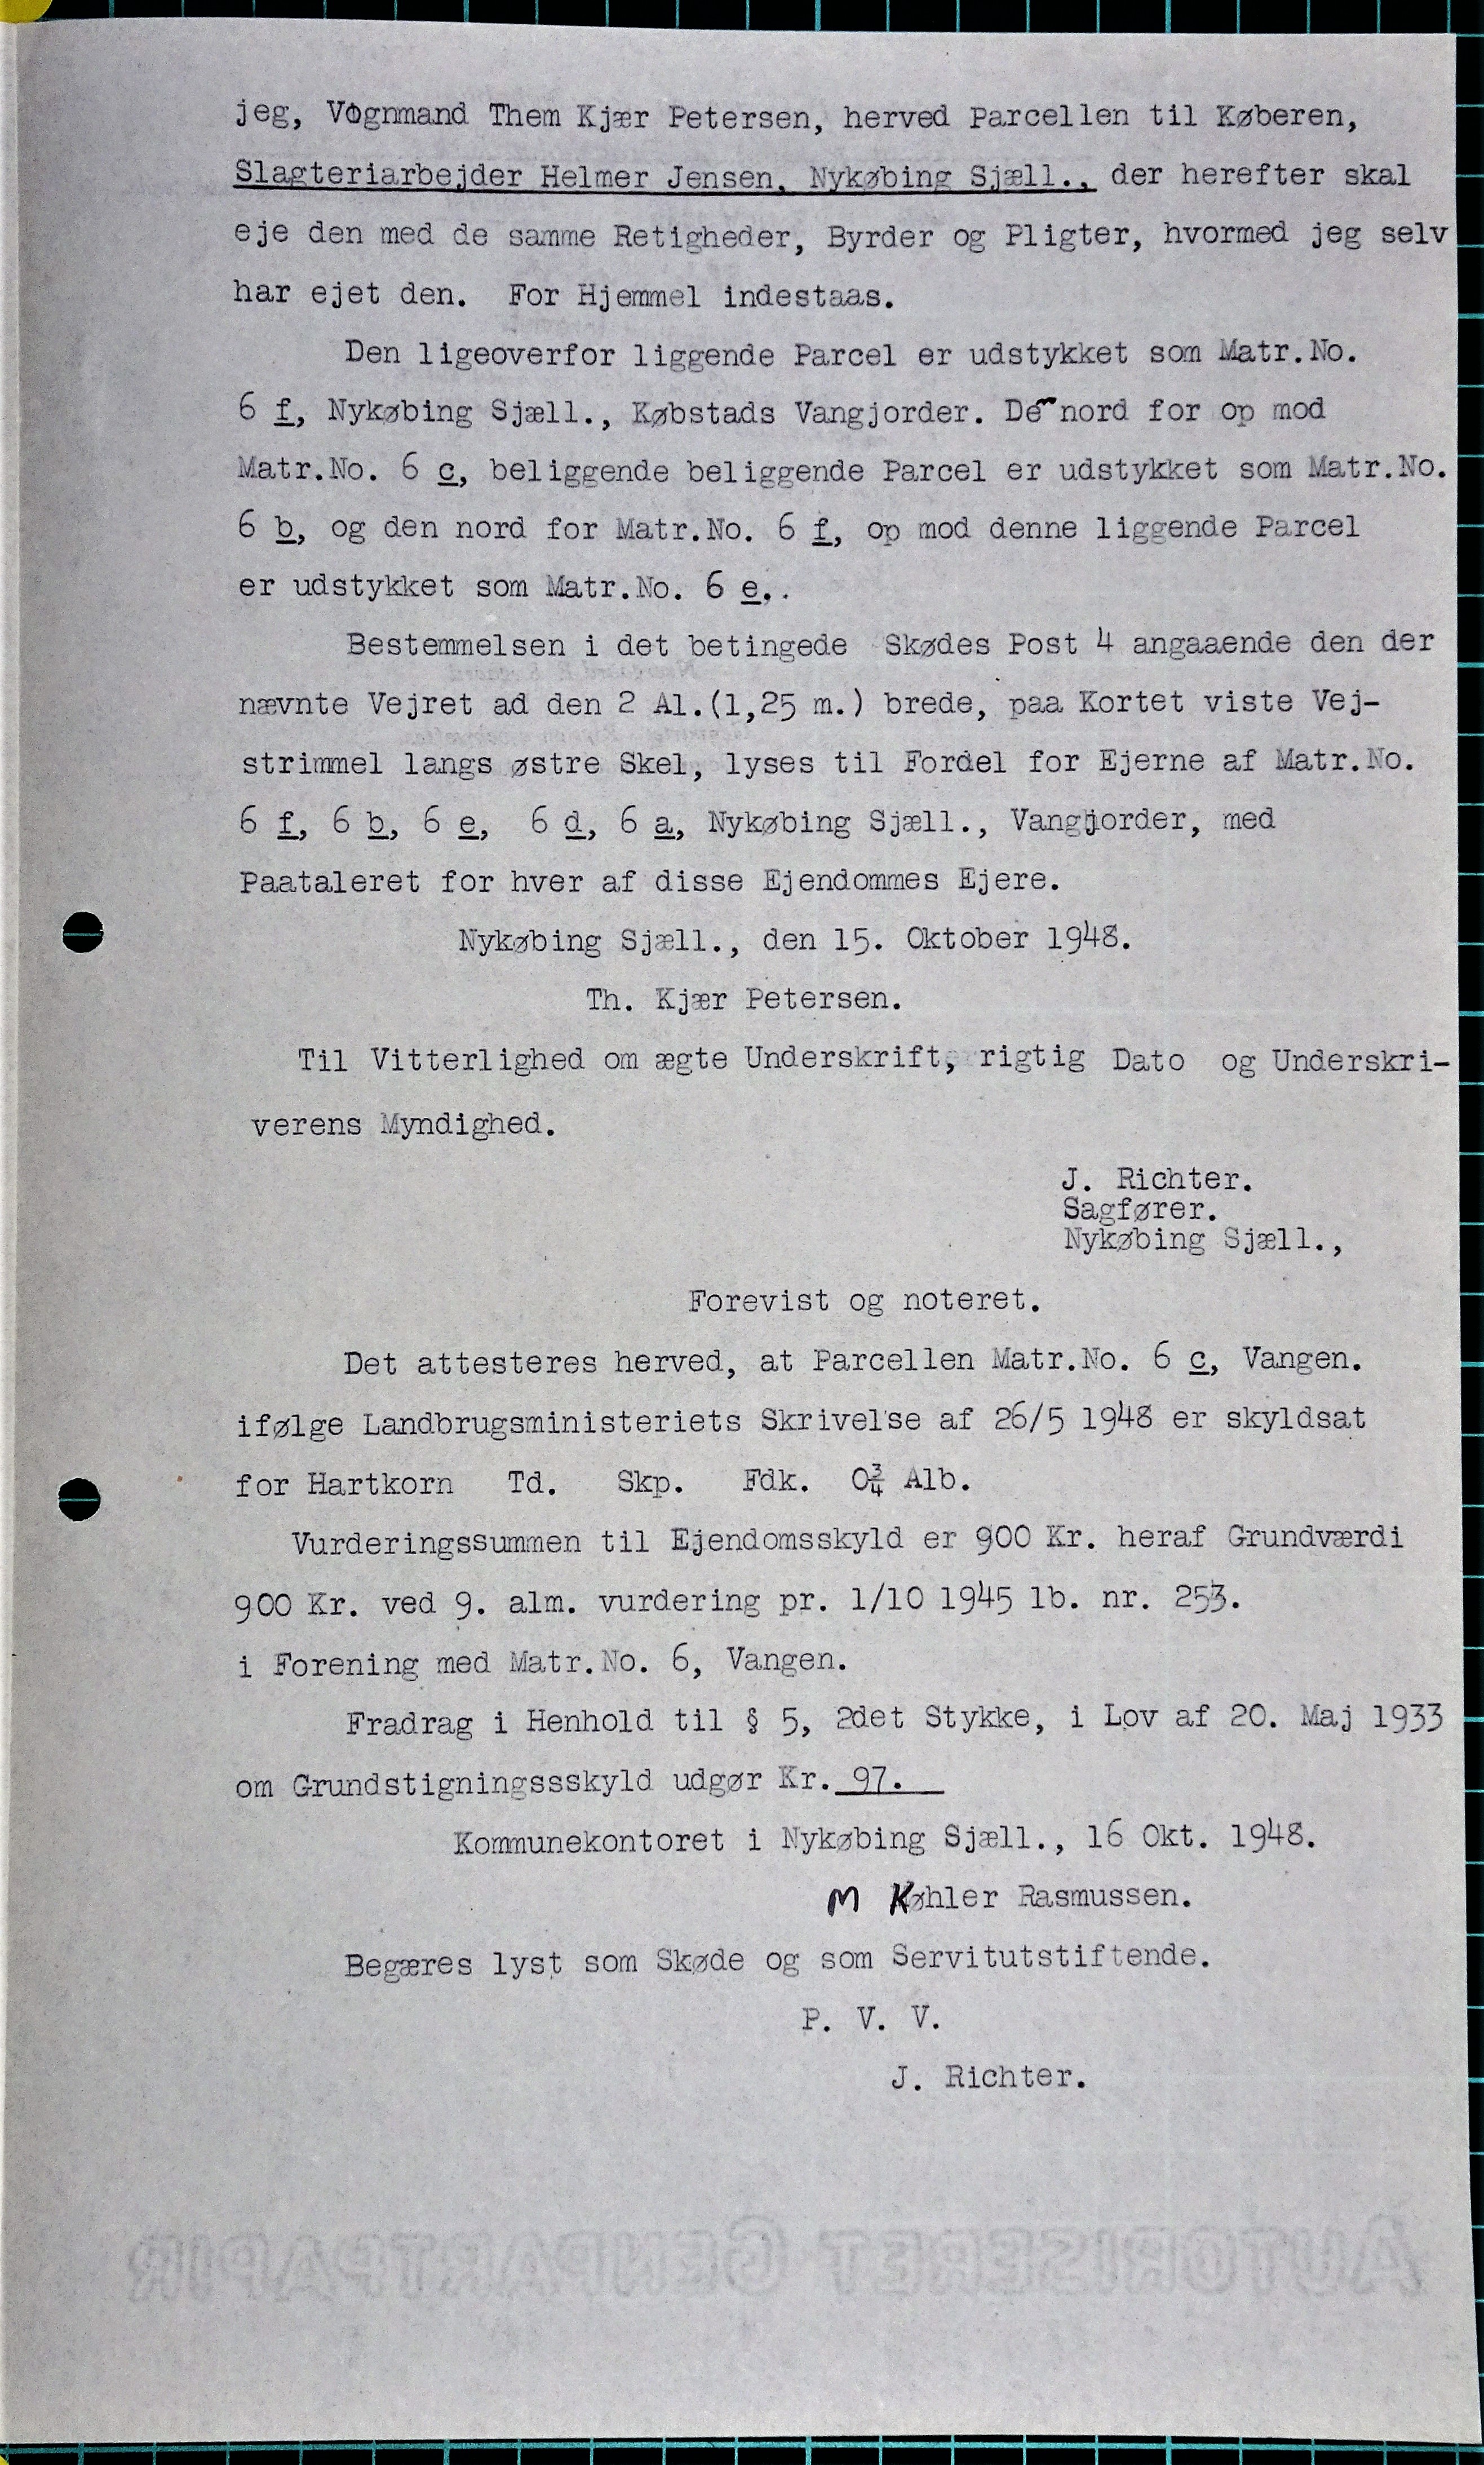 jeg, Vognmand Them Kjær Petersen, herved Parcellen til Køberen,
Slagteriarbejder Helmer Jensen, Nykøbing Sjæll., der herefter skal
eje den med de samme Retigheder, Byrder og Pligter, hvormed jeg selv
har ejet den. For Hjemmel indestaas.
Den ligeoverfor liggende Parcel er udstykket som Matr.No.
6 f, Nykøbing Sjæll., Købstads Vangjorder. De nord for op mod
Matr.No. 6 c, beliggende beliggende Parcel er udstykket som Matr.No.
6 b, og den nord for Matr.No. 6 f, op mod denne liggende Parcel
er udstykket som Matr.No. 6 e..
Bestemmelsen i det betingede Skødes Post 4 angaaende den der
nævnte Vejret ad den 2 Al.(1,25 m.) brede, paa Kortet viste Vej-
strimmel langs østre Skel, lyses til Fordel for Ejerne af Matr.No.
6 f, 6 b, 6 e, 6 d, 6 a, Nykøbing Sjæll., Vangjorder, med
Paataleret for hver af disse Ejendommes Ejere.
Nykøbing Sjæll., den 15. Oktober 1948.
Th. Kjær Petersen.
Til Vitterlighed om ægte Underskrift, rigtig Dato og Underskri-
verens Myndighed.
J. Richter.
Sagfører.
Nykøbing Sjæll.,
Forevist og noteret.
Det attesteres herved, at Parcellen Matr.No. 6 c, Vangen.
ifølge Landbrugsministeriets Skrivelse af 26/5 1948 er skyldsat
for Hartkorn Td. Skp. Fdk. 0¾ Alb.
Vurderingssummen til Ejendomsskyld er 900 Kr. heraf Grundværdi
900 Kr. ved 9. alm. vurdering pr. 1/10 1945 lb. nr. 253.
i Forening med Matr.No. 6, Vangen.
Fradrag i Henhold til § 5, 2det Stykke, i Lov af 20. Maj 1933
om Grundstigningssskyld udgør Kr. 97.
Kommunekontoret i Nykøbing Sjæll., 16 Okt. 1948.
M Køhler Rasmussen.
Begæres lyst som Skøde og som Servitutstiftende.
P. V. V.
J. Richter.
AUTORISERET GENPARTPAPIR